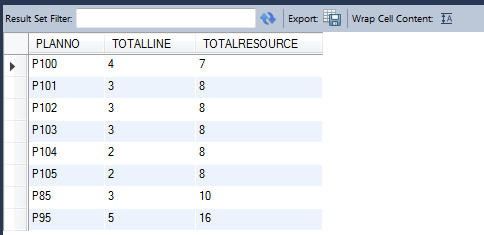 Result Set Filter: Export: Wrap Cell Content: ‡A
PLANNO TOTALLINE TOTALRESOURCE
P100 4 7
P101 3 8
P102 3 8
P103 3 8
P104 2 8
P105 2 8
P85 3 10
P95 5 16